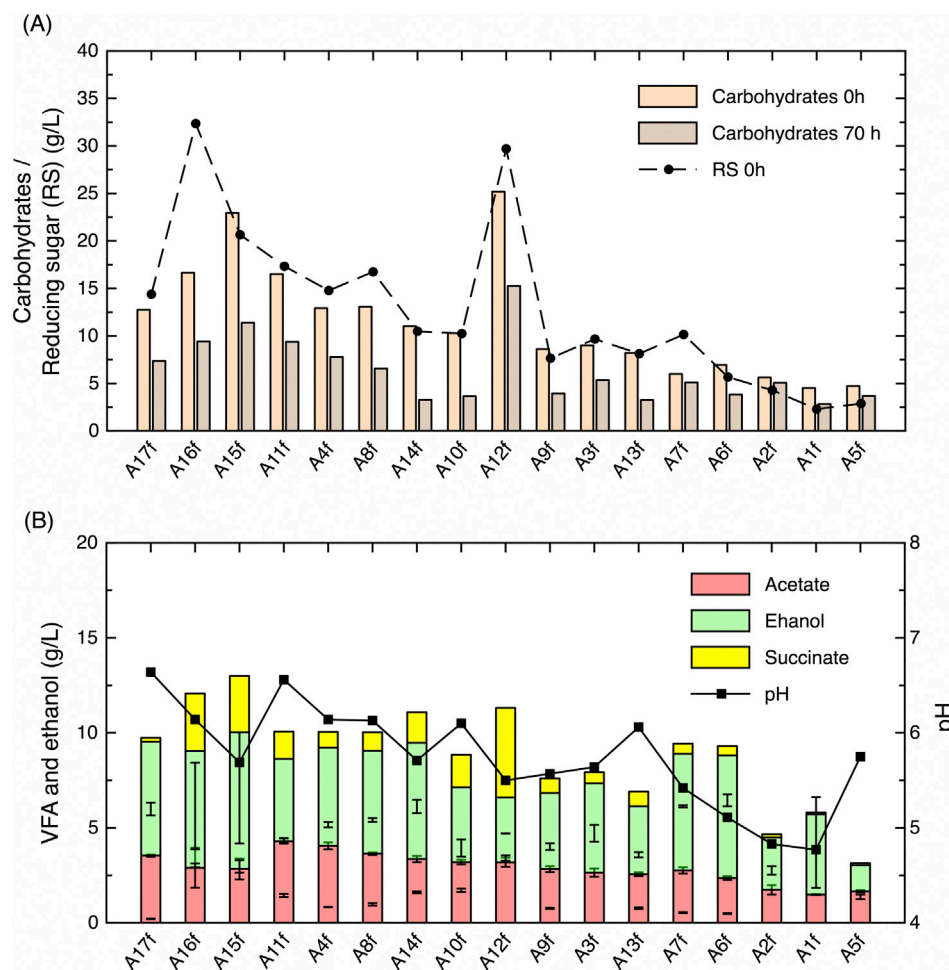 (A)
40
35
30
25
20
15
10
5
0
Carbohydrates /
Reducing sugar (RS) (g/L)
Carbohydrates 0h
Carbohydrates 70 h
RS 0h
A17f A16f A15f A11f A4f A8f A14f A10f A12f A9f A3f A13f A7f A6f A2f A1f A5f
(B)
20
15
10
5
0
VFA and ethanol (g/L)
Acetate
Ehanol
Succinate
pH
8
7
6
5
4
pH
A17f A16f A15f A11f A4f A8f A14f A10f A12f A9f A3f A13f A7f A6f A2f A1f A5f